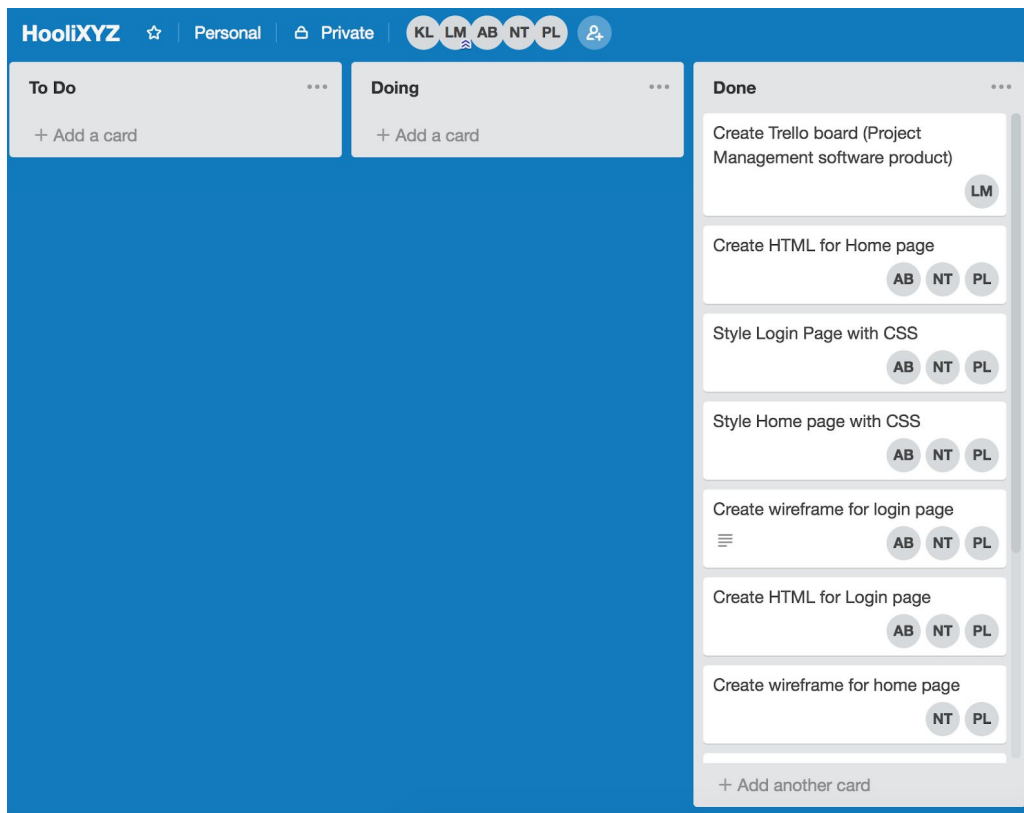 HooliXYZ Personal Private KL LM AB NT PL
To Do
+ Add a card
Doing
+ Add a card
Done
Create Trello board (Project
Management software product)
LM
Create HTML for Home page
AB NT PL
Style Login Page with CSS
AB NT PL
Style Home page with CSS
AB NT PL
Create wireframe for login page
AB NT PL
Create HTML for Login page
AB NT PL
Create wireframe for home page
NT PL
+ Add another card